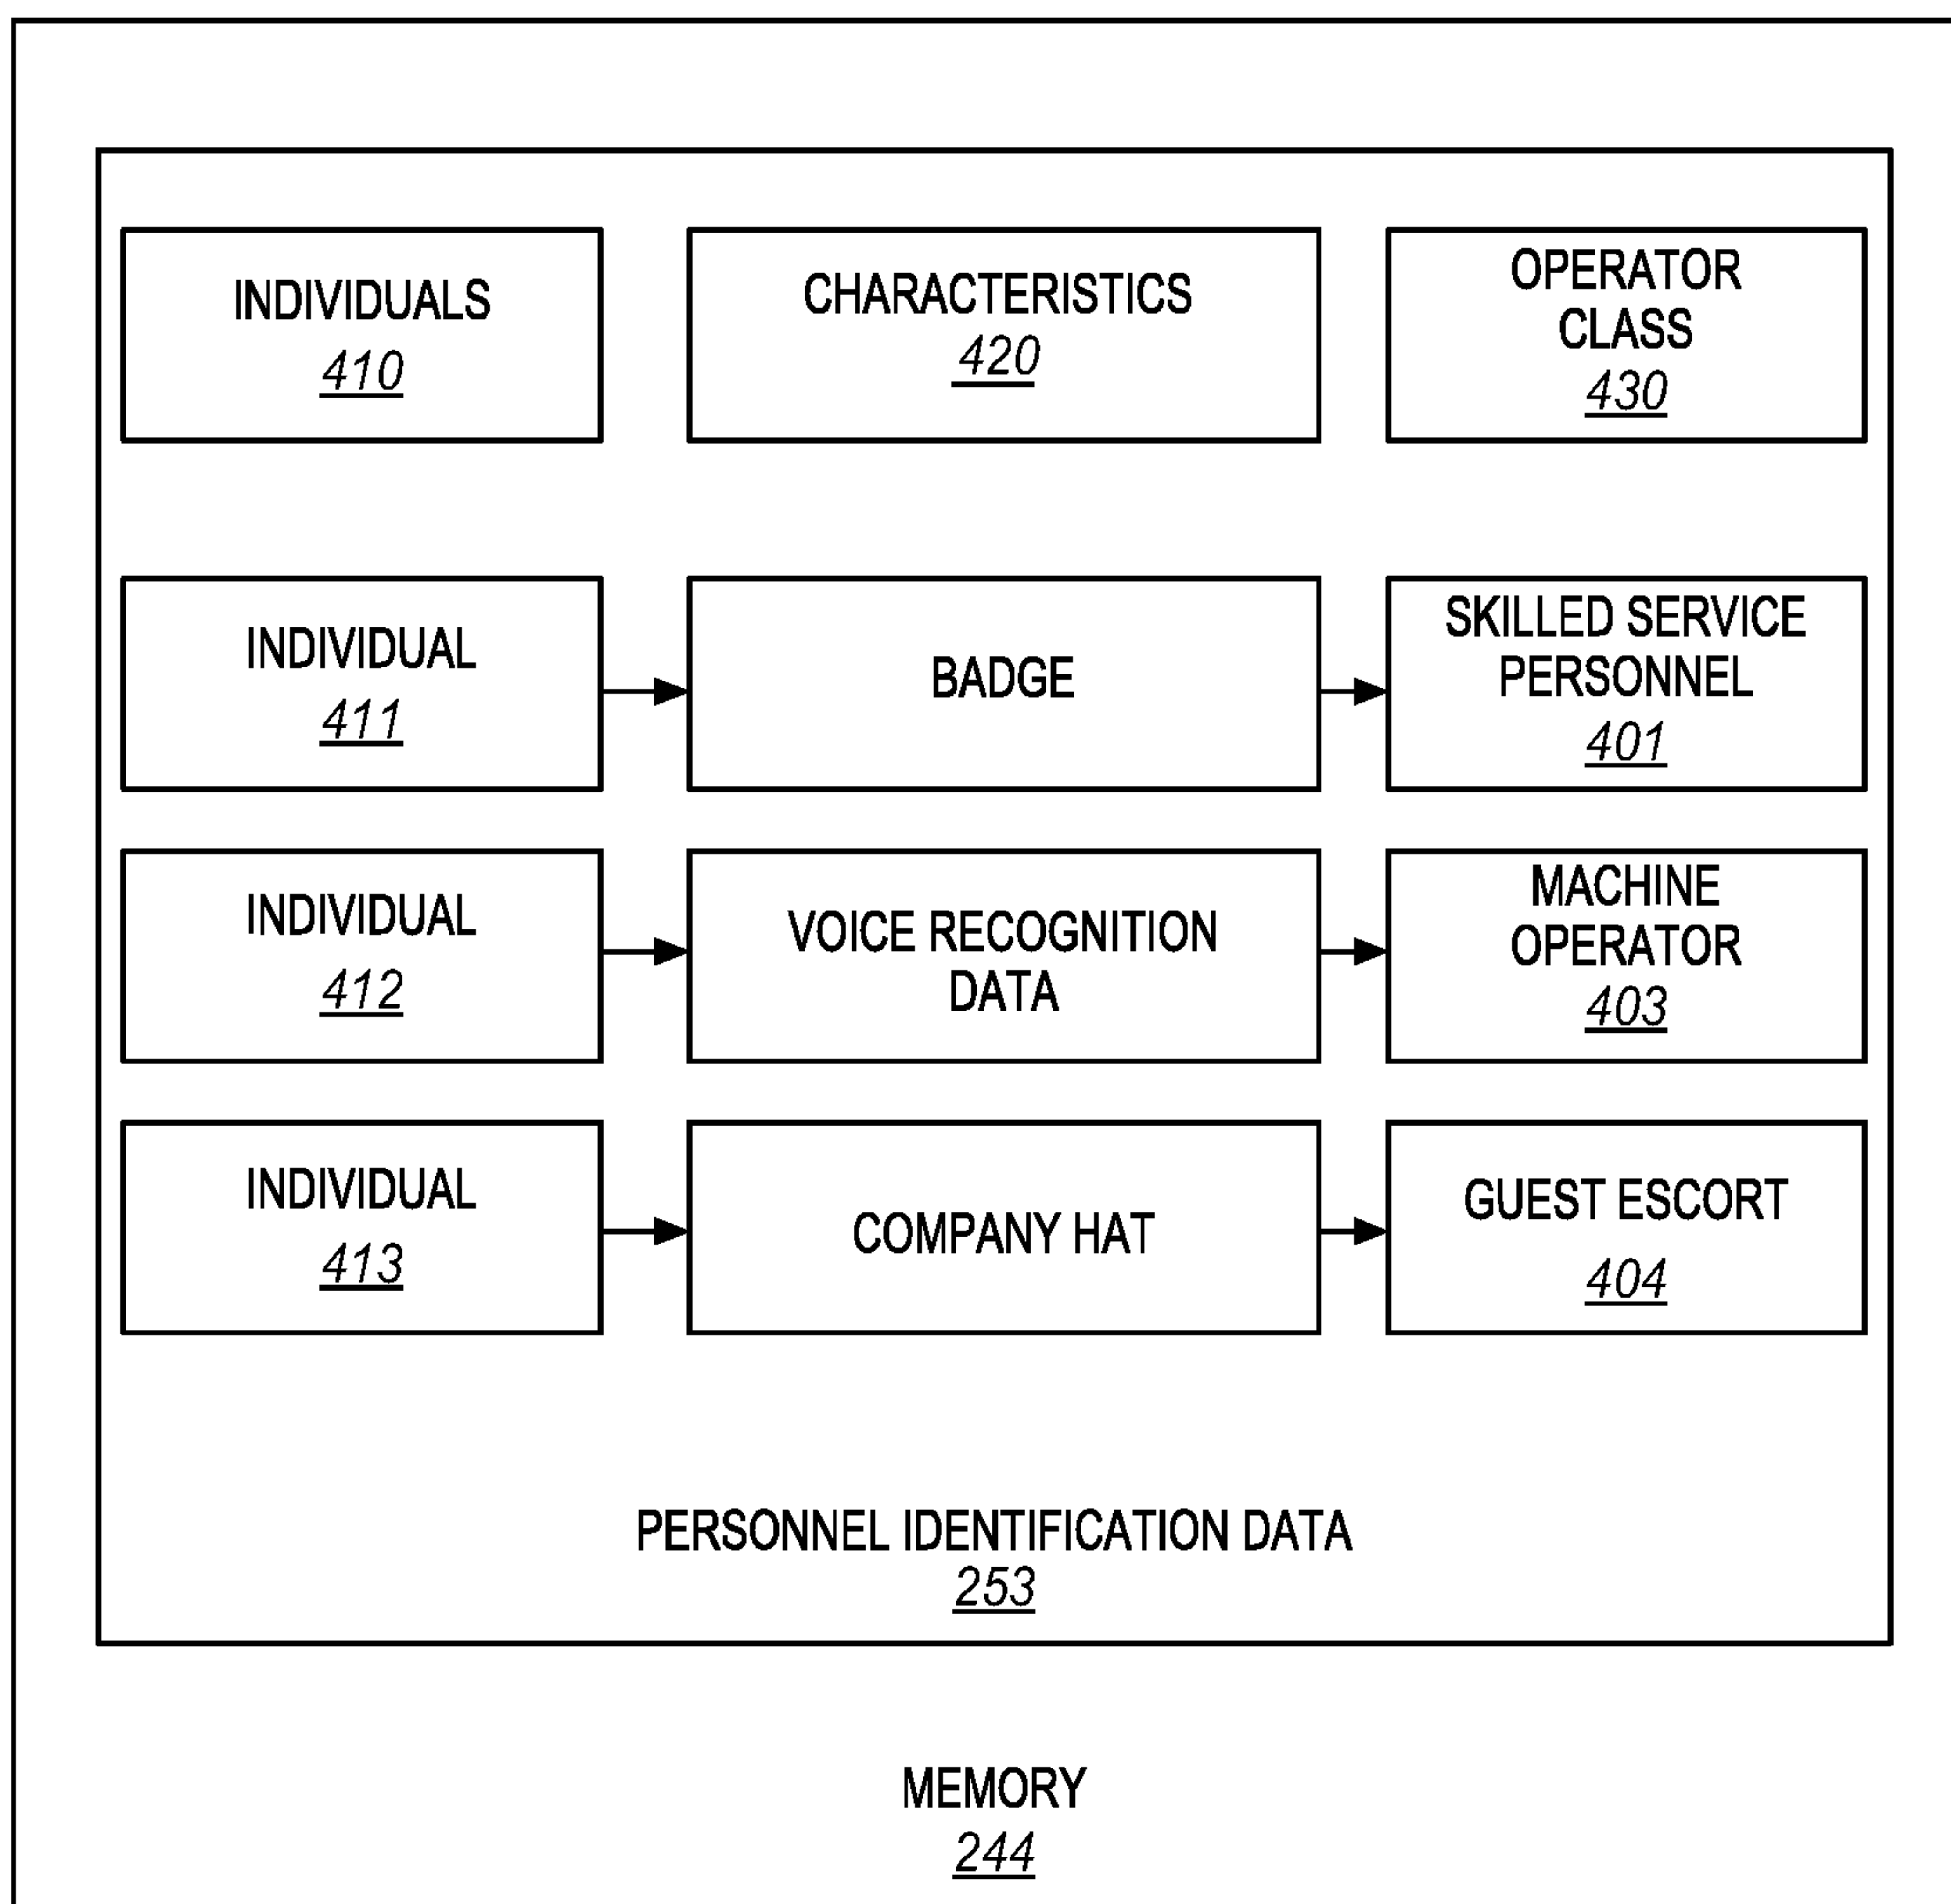 INDIVIDUALS
410
CHARACTERISTICS
420
OPERATOR
CLASS
430
INDIVIDUAL
411
BADGE
SKILLED SERVICE
PERSONNEL
401
INDIVIDUAL
412
VOICE RECOGNITION
DATA
MACHINE
OPERATOR
403
INDIVIDUAL
413
COMPANY HAT
GUEST ESCORT
404
PERSONNEL IDENTIFICATION DATA
253
MEMORY
244